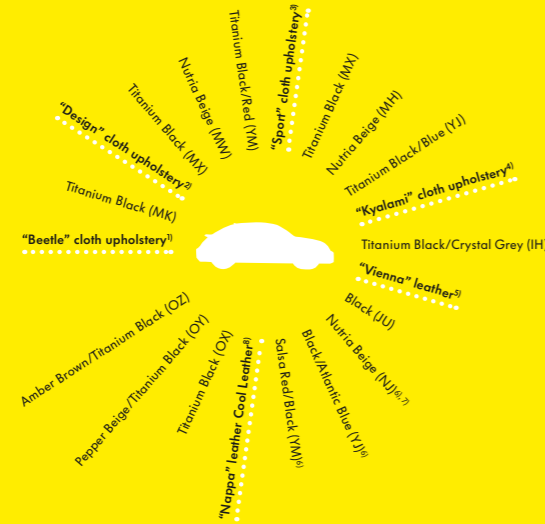 “Beetle” cloth upholstery1)
Titanium Black (MK)
“Design” cloth upholstery2)
Titanium Black (MX)
Nutria Beige (MW)
Titanium Black/Red (YM)
“Sport” cloth upholstery3)
Titanium Black (MX)
Nutria Beige (MH)
Titanium Black/Blue (YJ)
“Kyalami” cloth upholstery4)
Titanium Black/Crystal Grey (IH)
“Vienna” leather5)
Black (JU)
Nutria Beige (NJ)6), 7)
Black/Atlantic Blue (YJ)6)
Salsa Red/Black (YM)6)
“Nappa” leather Cool Leather8)
Titanium Black (OX)
Pepper Beige/Titanium Black (OY)
Amber Brown/Titanium Black (OZ)